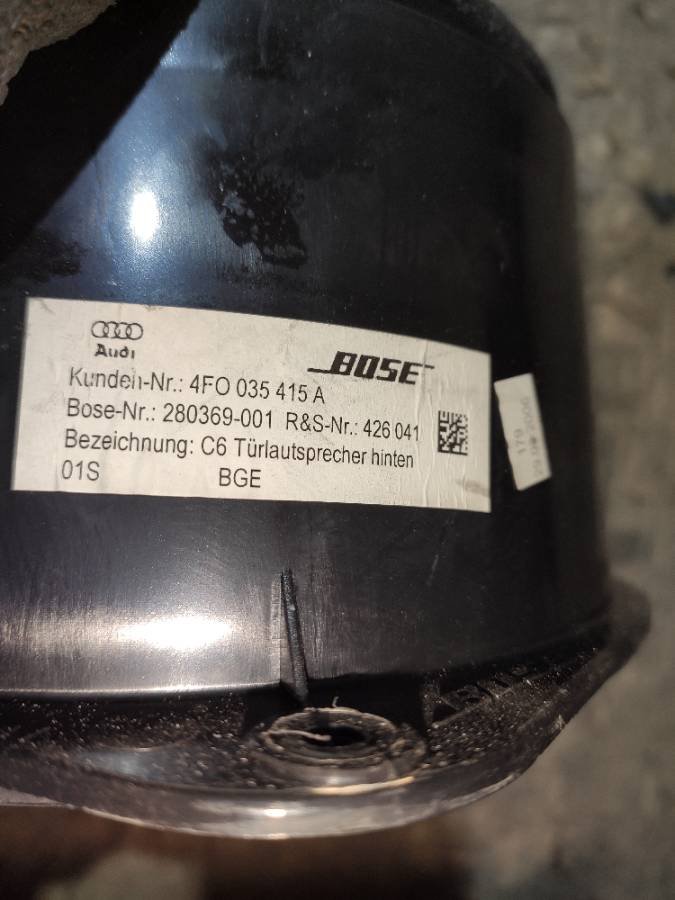 Audi
BOSE
Kunden-Nr.: 4FO 035 415 A
Bose-Nr.: 280369-001 R&S-Nr.: 426 041
Bezeichnung: C6 Türlautsprecher hinten
01S BGE
179